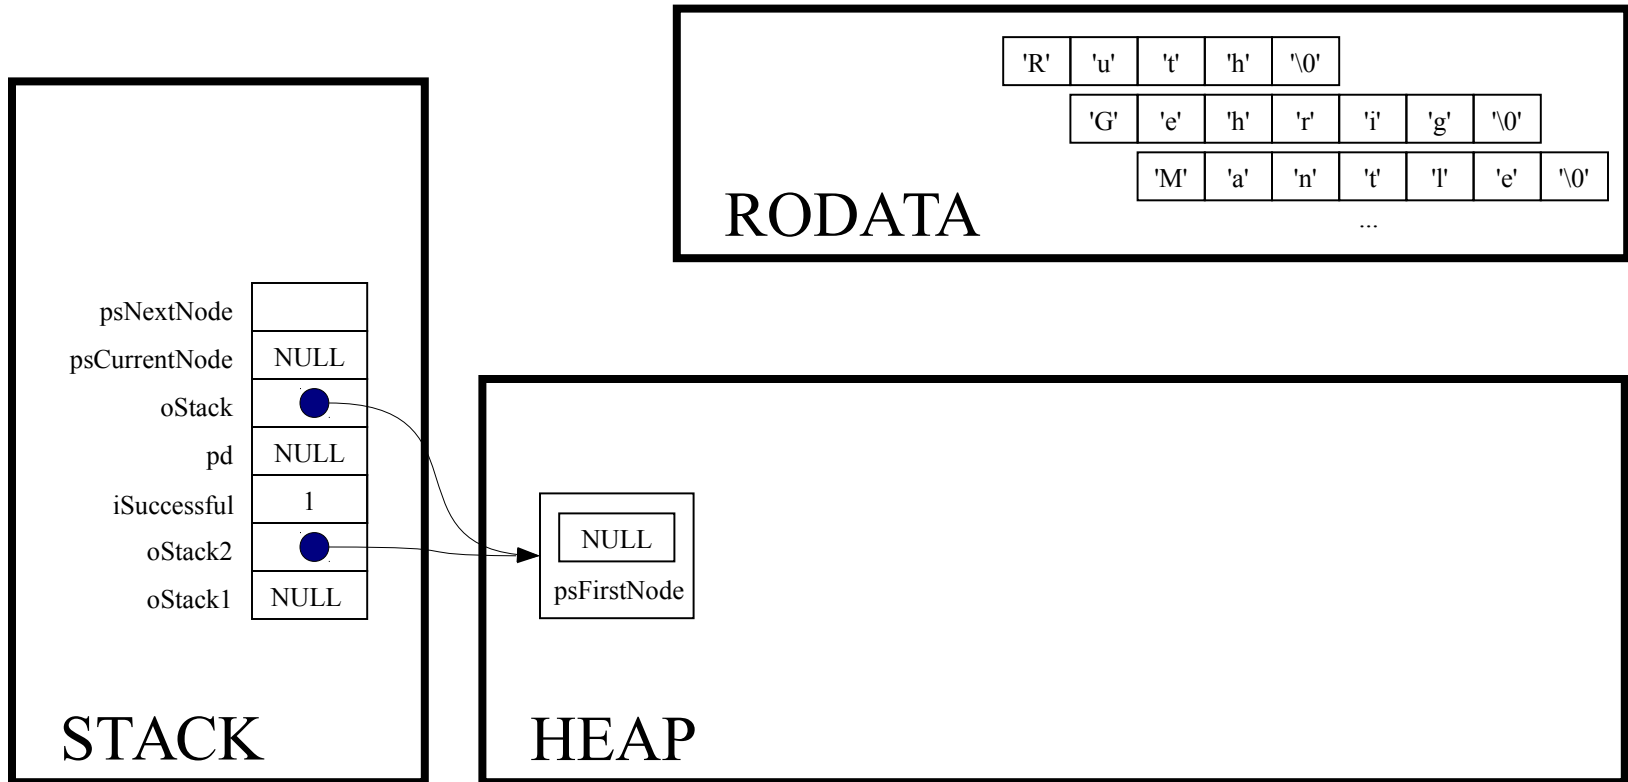 'R' 'u' 't' 'h' '\0'
'G' 'e' 'h' 'r' 'i' 'g' '\0'
'M' 'a' 'n' 't' 'l' 'e' '\0'
...
RODATA
psNextNode
psCurrentNode NULL
oStack
pd NULL
iSuccessful 1
oStack2
oStack1 NULL
STACK
NULL
psFirstNode
HEAP